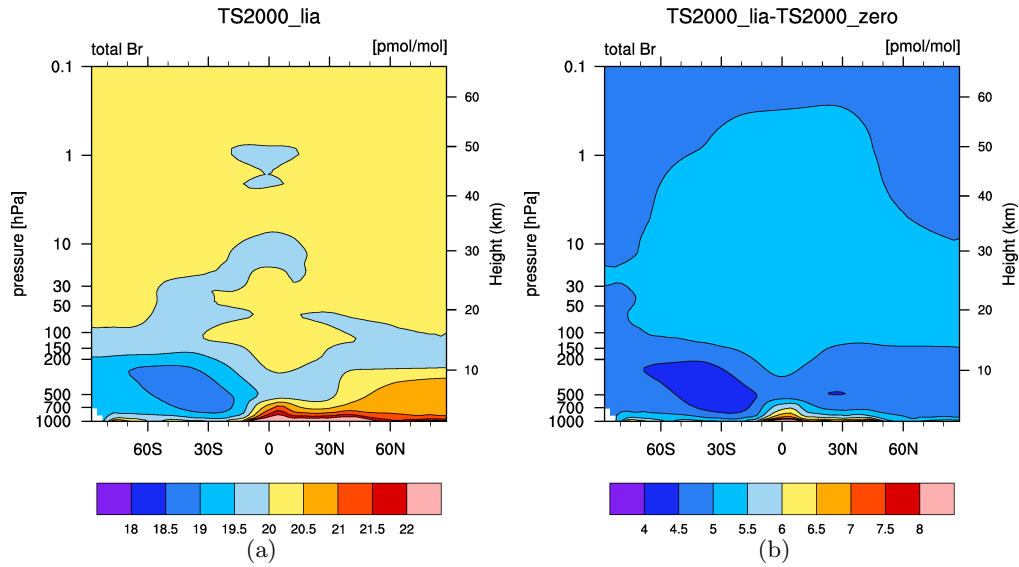 TS2000_lia
total Br [pmol/mol]
0.1
1
10
30
50
100
150
200
500
700
1000
pressure [hPa]
60
50
40
30
20
10
Height (km)
60S 30S 0 30N 60N
18 18.5 19 19.5 20 20.5 21 21.5 22
(a)
TS2000_lia-TS2000_zero
total Br [pmol/mol]
0.1
1
10
30
50
100
150
200
500
700
1000
pressure [hPa]
60
50
40
30
20
10
Height (km)
60S 30S 0 30N 60N
4 4.5 5 5.5 6 6.5 7 7.5 8
(b)